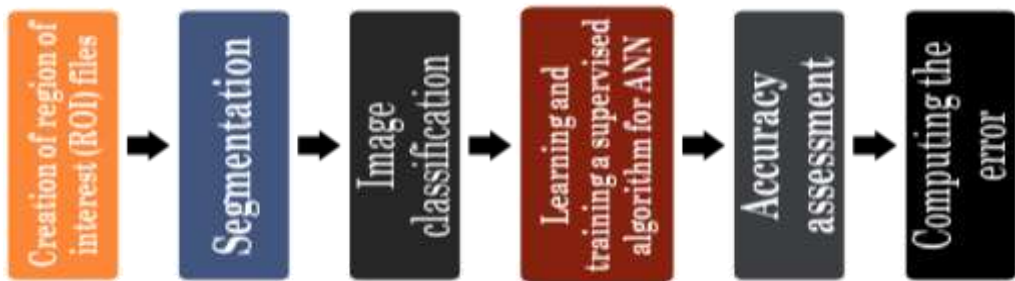 Creation of region of
interest (ROI) files
Segmentation
Image
classification
Learning and
training a supervised
algorithm for ANN
Accuracy
assessment
Computing the
error